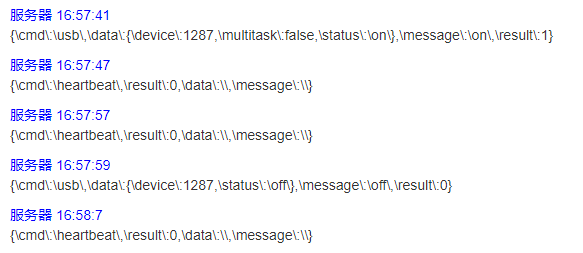 服务器 16:57:41
{\cmd\:\usb\,\data\:{\device\:1287,\multitask\:false,\status\:\on\},\message\:\on\,\result\:1}
服务器 16:57:47
{\cmd\:\heartbeat\,\result\:0,\data\:\\,\message\:\\}
服务器 16:57:57
{\cmd\:\heartbeat\,\result\:0,\data\:\\,\message\:\\}
服务器 16:57:59
{\cmd\:\usb\,\data\:{\device\:1287,\status\:\off\},\message\:\off\,\result\:0}
服务器 16:58:7
{\cmd\:\heartbeat\,\result\:0,\data\:\\,\message\:\\}